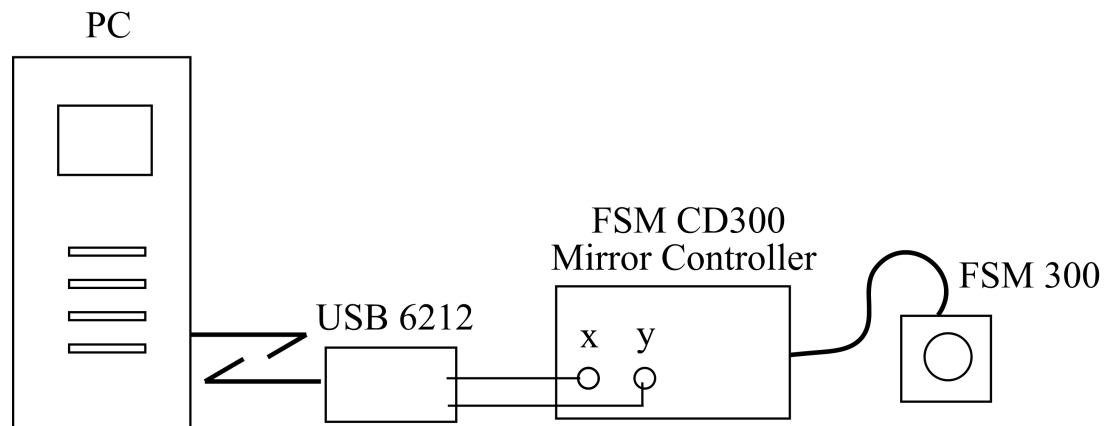 PC
FSM CD300
Mirror Controller
FSM 300
USB 6212
x y